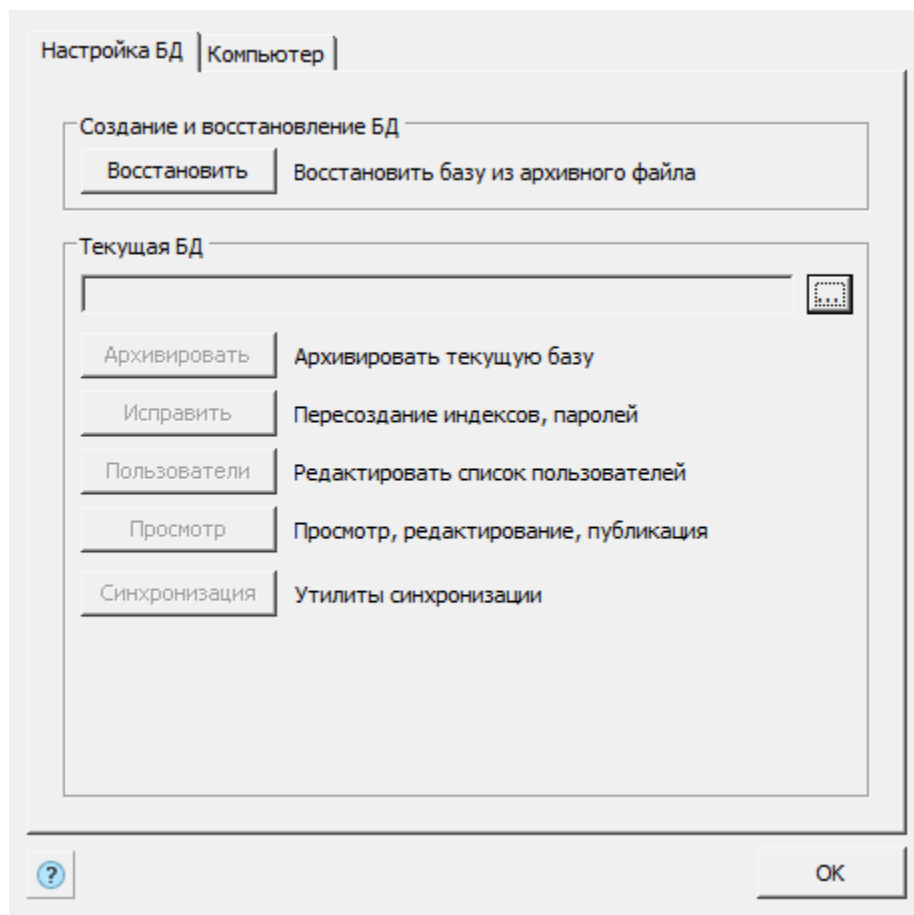 Настройка БД
Компьютер
Создание и восстановление БД
Восстановить Восстановить базу из архивного файла
Текущая БД
...
Архивировать Архивировать текущую базу
Исправить Пересоздание индексов, паролей
Пользователи Редактировать список пользователей
Просмотр Просмотр, редактирование, публикация
Синхронизация Утилиты синхронизации
? ОК